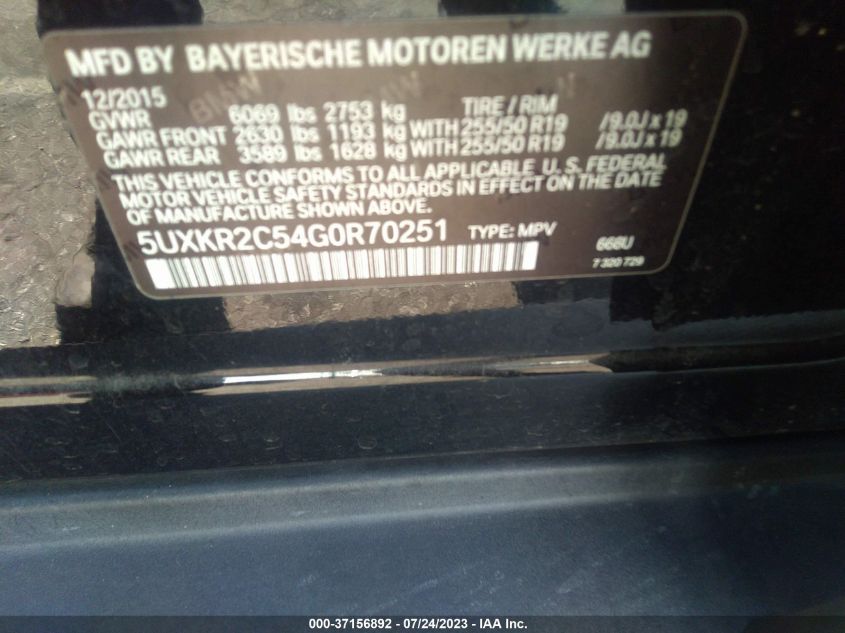 MFD BY BAYERISCHE MOTOREN WERKE AG
12/2015
GVWR 6069 lbs 2753 kg TIRE / RIM
GAWR FRONT 2630 lbs 1193 kg WITH 255/50 R19 /9.0J x 19
GAWR REAR 3589 lbs 1628 kg WITH 255/50 R19 /9.0J x 19
THIS VEHICLE CONFORMS TO ALL APPLICABLE U.S. FEDERAL
MOTOR VEHICLE SAFETY STANDARDS IN EFFECT ON THE DATE
OF MANUFACTURE SHOWN ABOVE.
5UXKR2C54G0R70251 TYPE: MPV 668U
7 320 729
000-37156892 / 07/24/2023 - IAA Inc.